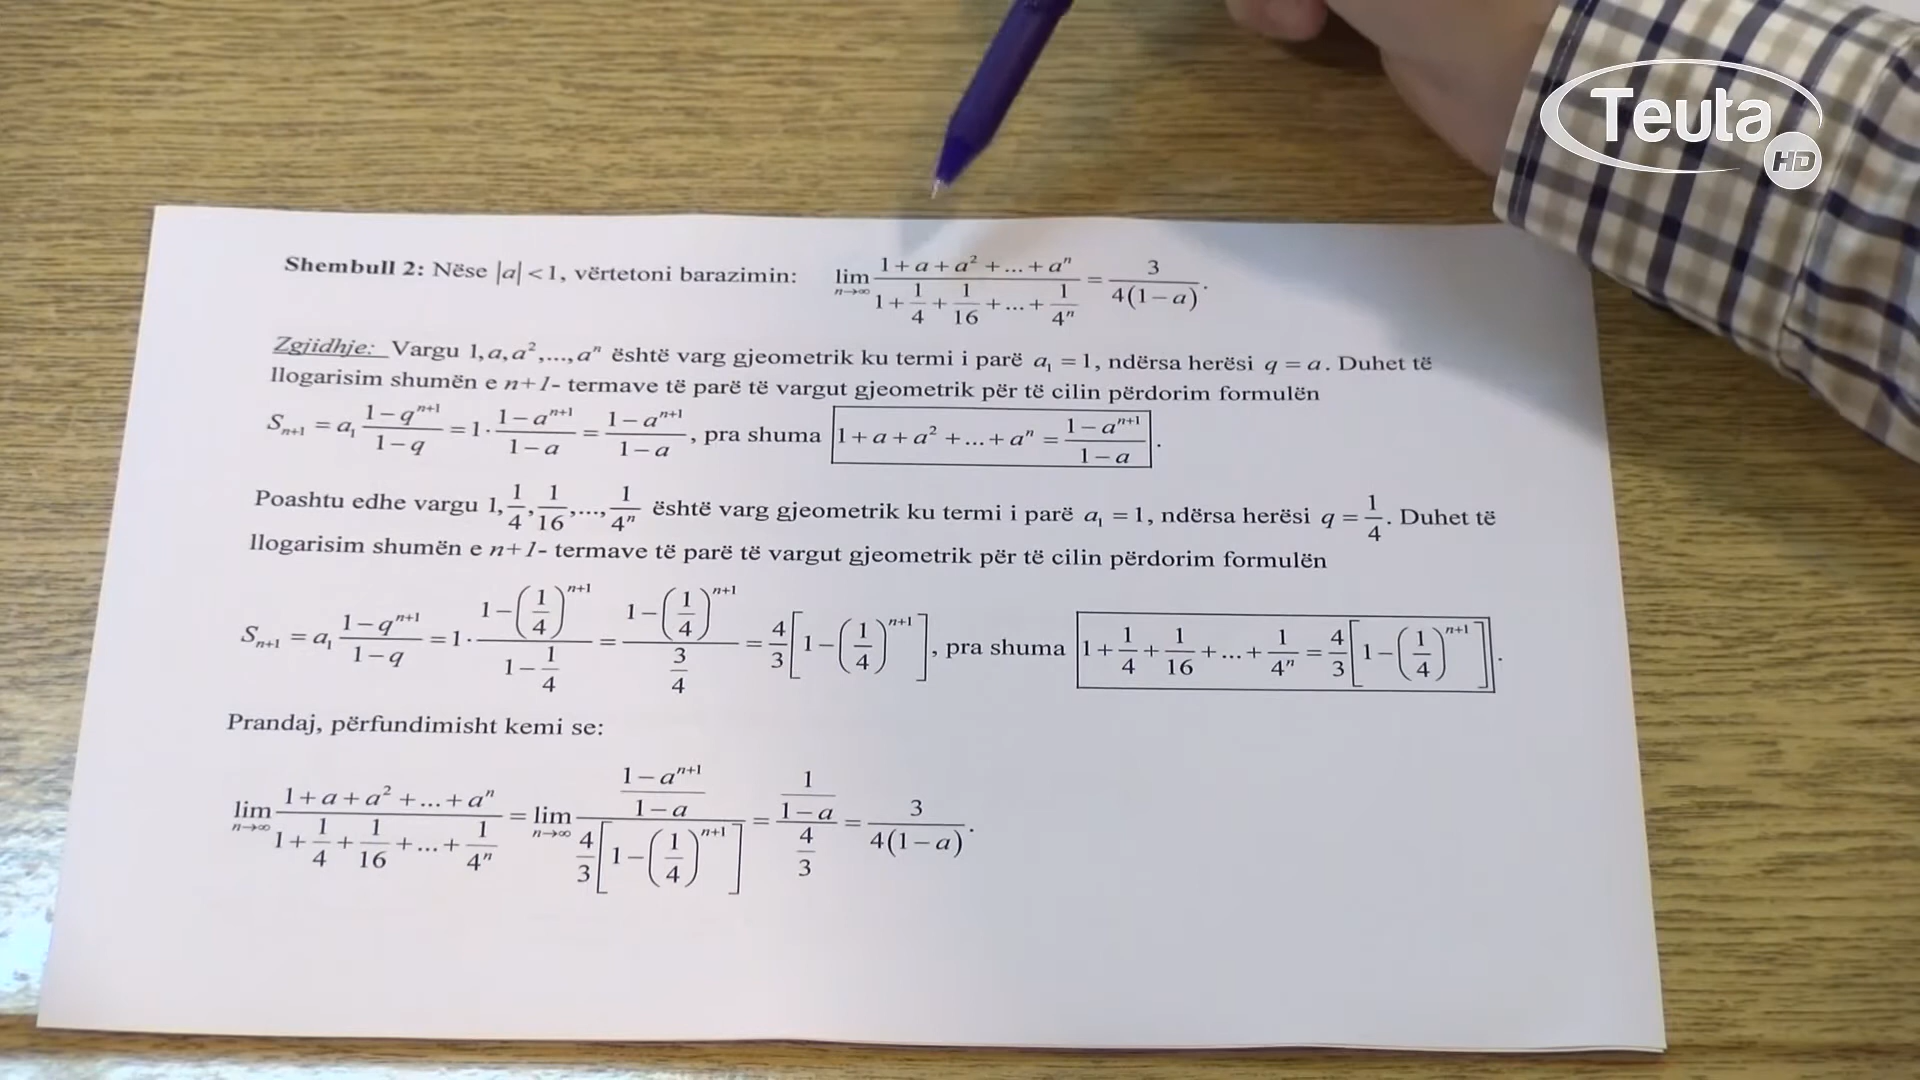 Teuta
HD
Shembull 2: Nëse |a| < 1, vërtetoni barazimin: lim_{n→∞} (1 + a + a² + ... + aⁿ)/(1 + 1/4 + 1/16 + ... + 1/4ⁿ) = 3/(4(1 − a)).
Zgjidhje: Vargu 1, a, a², ..., aⁿ është varg gjeometrik ku termi i parë a₁ = 1, ndërsa herësi q = a. Duhet të
llogarisim shumën e n+1- termave të parë të vargut gjeometrik për të cilin përdorim formulën
Sₙ₊₁ = a₁ (1 − qⁿ⁺¹)/(1 − q) = 1 · (1 − aⁿ⁺¹)/(1 − a) = (1 − aⁿ⁺¹)/(1 − a), pra shuma 1 + a + a² + ... + aⁿ = (1 − aⁿ⁺¹)/(1 − a).
Poashtu edhe vargu 1, 1/4, 1/16, ..., 1/4ⁿ është varg gjeometrik ku termi i parë a₁ = 1, ndërsa herësi q = 1/4. Duhet të
llogarisim shumën e n+1- termave të parë të vargut gjeometrik për të cilin përdorim formulën
Sₙ₊₁ = a₁ (1 − qⁿ⁺¹)/(1 − q) = 1 · (1 − (1/4)ⁿ⁺¹)/(1 − 1/4) = (1 − (1/4)ⁿ⁺¹)/(3/4) = 4/3 [1 − (1/4)ⁿ⁺¹], pra shuma 1 + 1/4 + 1/16 + ... + 1/4ⁿ = 4/3 [1 − (1/4)ⁿ⁺¹].
Prandaj, përfundimisht kemi se:
lim_{n→∞} (1 + a + a² + ... + aⁿ)/(1 + 1/4 + 1/16 + ... + 1/4ⁿ) = lim_{n→∞} ((1 − aⁿ⁺¹)/(1 − a))/(4/3 [1 − (1/4)ⁿ⁺¹]) = (1/(1 − a))/(4/3) = 3/(4(1 − a)).